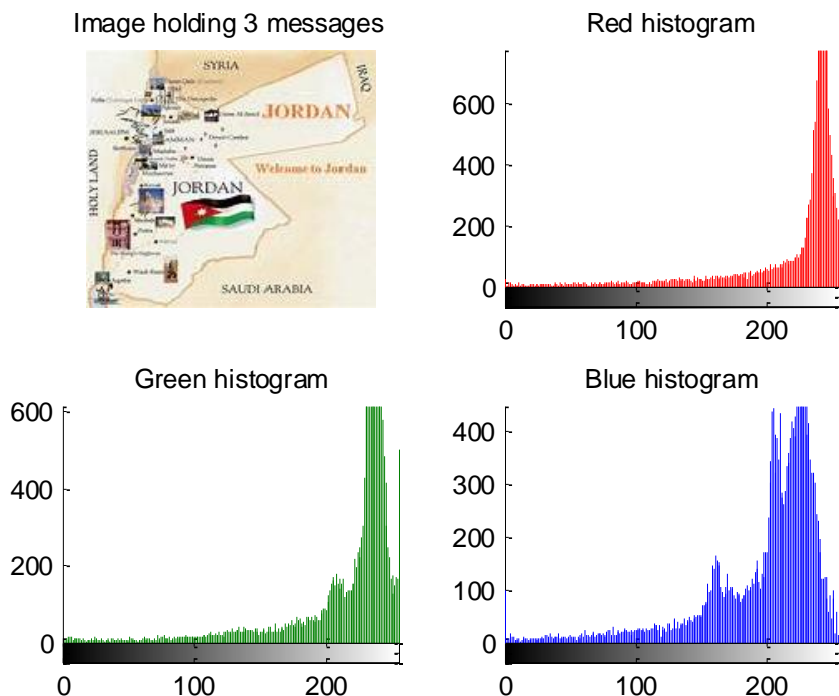 Image holding 3 messages
SYRIA
IRAQ
JORDAN
JERUSALEM
AMMAN
Welcome to Jordan
HOLY LAND
JORDAN
SAUDI ARABIA
Red histogram
600
400
200
0
0 100 200
Green histogram
600
400
200
0
0 100 200
Blue histogram
400
300
200
100
0
0 100 200